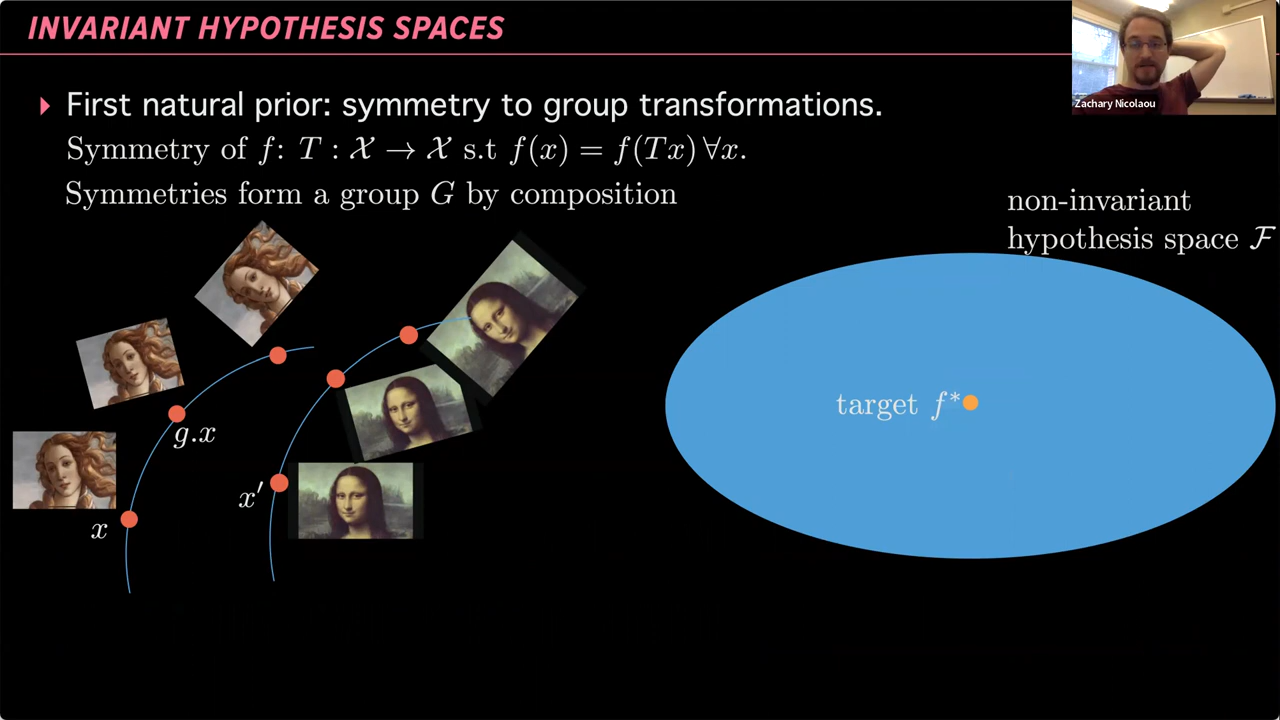 INVARIANT HYPOTHESIS SPACES
Zachary Nicolaou
First natural prior: symmetry to group transformations.
Symmetry of f: T : 𝒳 → 𝒳 s.t f(x) = f(Tx) ∀x.
Symmetries form a group G by composition
non-invariant
hypothesis space ℱ
target f*
g.x
x′
x